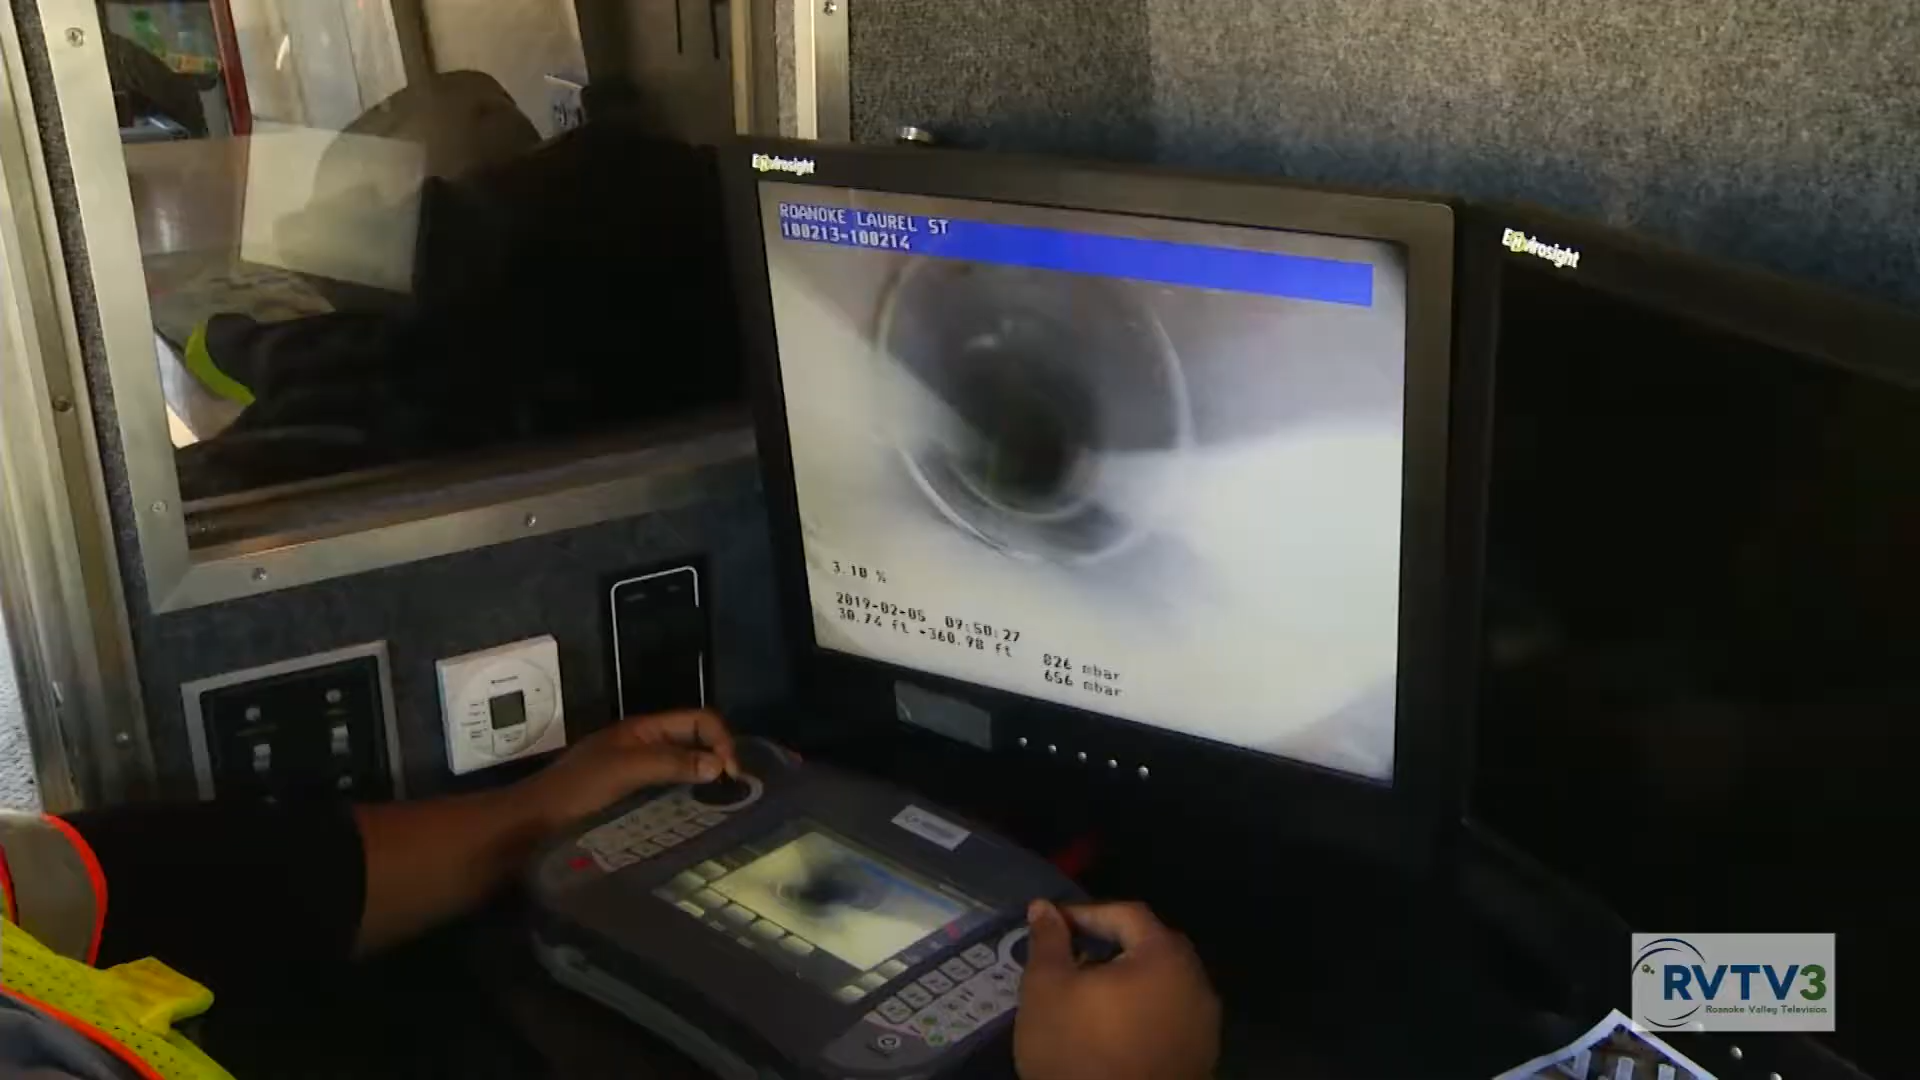 Envirosight
ROANOKE LAUREL ST
100213-100214
3.10 %
2019-02-05 09:50:27
30.74 ft +360.98 ft
826 mbar
656 mbar
Envirosight
RVTV3
Roanoke Valley Television